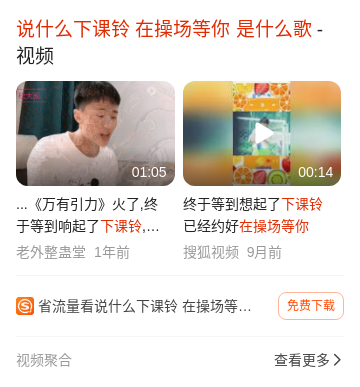 说什么下课铃 在操场等你 是什么歌 -
视频
01:05
00:14
...《万有引力》火了,终
于等到响起了下课铃,...
终于等到想起了下课铃
已经约好在操场等你
老外整蛊堂 1年前
搜狐视频 9月前
省流量看说什么下课铃 在操场等...
免费下载
视频聚合
查看更多